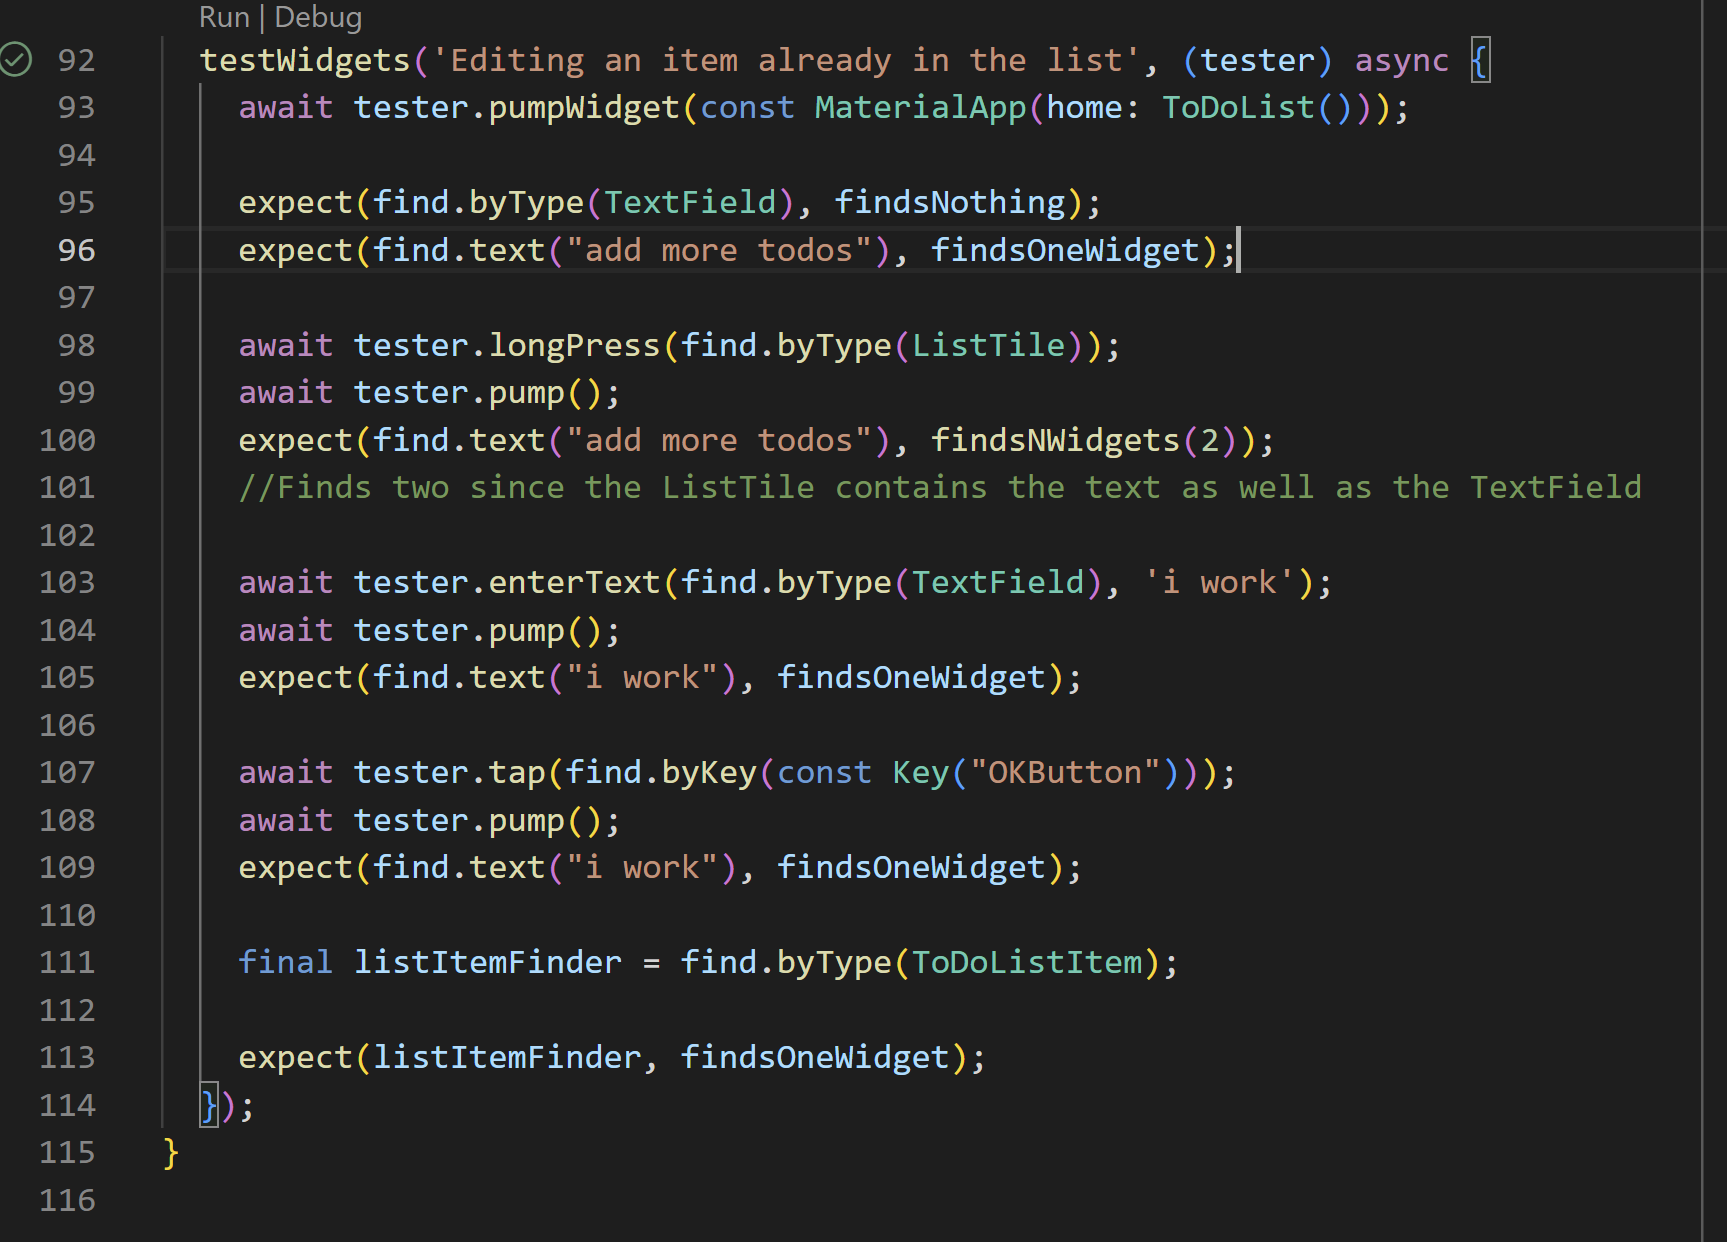 Run | Debug
92 testWidgets('Editing an item already in the list', (tester) async {
93 await tester.pumpWidget(const MaterialApp(home: ToDoList()));
94
95 expect(find.byType(TextField), findsNothing);
96 expect(find.text("add more todos"), findsOneWidget);
97
98 await tester.longPress(find.byType(ListTile));
99 await tester.pump();
100 expect(find.text("add more todos"), findsNWidgets(2));
101 //Finds two since the ListTile contains the text as well as the TextField
102
103 await tester.enterText(find.byType(TextField), 'i work');
104 await tester.pump();
105 expect(find.text("i work"), findsOneWidget);
106
107 await tester.tap(find.byKey(const Key("OKButton")));
108 await tester.pump();
109 expect(find.text("i work"), findsOneWidget);
110
111 final listItemFinder = find.byType(ToDoListItem);
112
113 expect(listItemFinder, findsOneWidget);
114 });
115 }
116